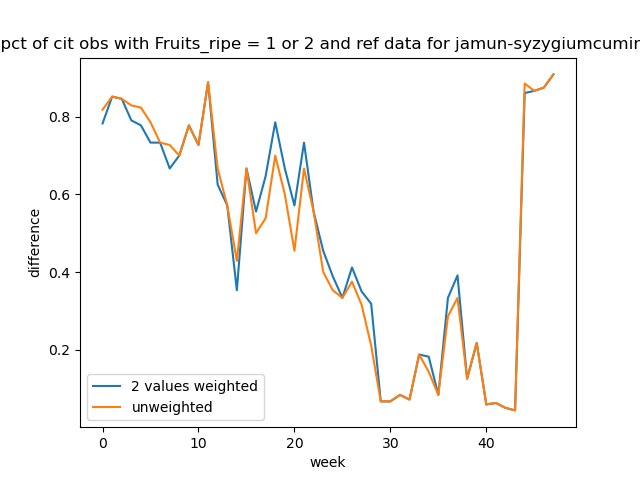 pct of cit obs with Fruits_ripe = 1 or 2 and ref data for jamun-syzygiumcumin
0.8
0.6
0.4
0.2
difference
2 values weighted
unweighted
0 10 20 30 40
week